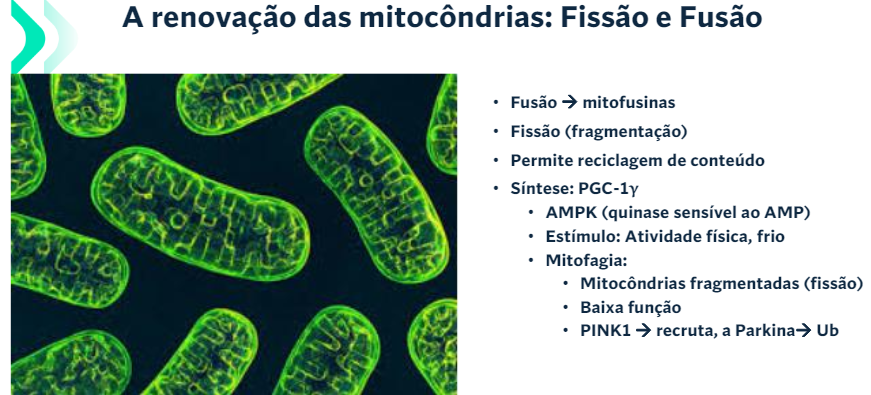 A renovação das mitocôndrias: Fissão e Fusão
• Fusão → mitofusinas
• Fissão (fragmentação)
• Permite reciclagem de conteúdo
• Síntese: PGC-1γ
• AMPK (quinase sensível ao AMP)
• Estímulo: Atividade física, frio
• Mitofagia:
• Mitocôndrias fragmentadas (fissão)
• Baixa função
• PINK1 → recruta, a Parkina→ Ub